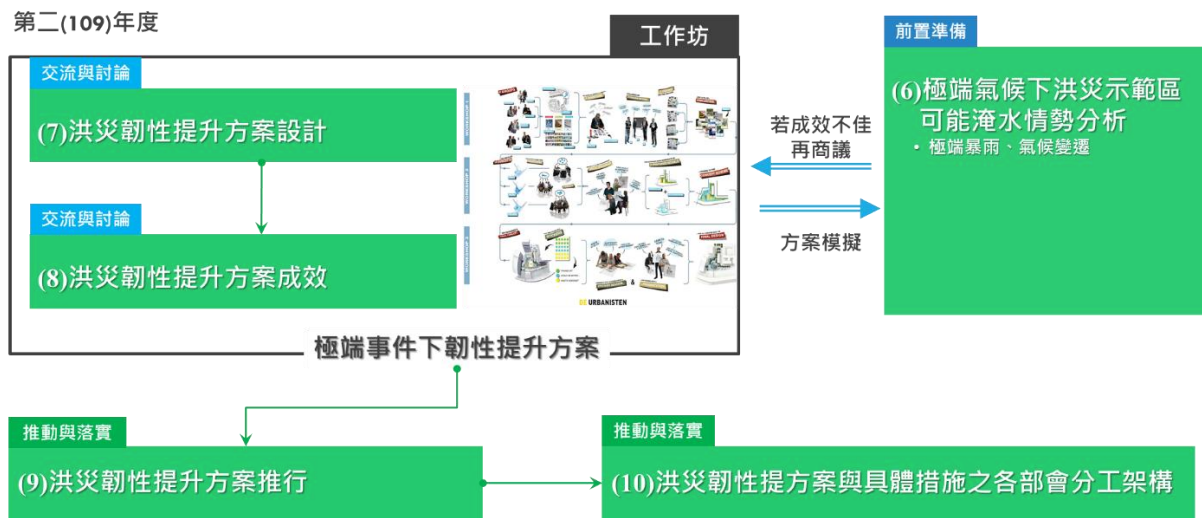 第二(109)年度
工作坊
交流與討論
(7)洪災韌性提升方案設計
交流與討論
(8)洪災韌性提升方案成效
DE URBANISTEN
極端事件下韌性提升方案
若成效不佳
再商議
方案模擬
前置準備
(6)極端氣候下洪災示範區
可能淹水情勢分析
• 極端暴雨、氣候變遷
推動與落實
(9)洪災韌性提升方案推行
推動與落實
(10)洪災韌性提方案與具體措施之各部會分工架構